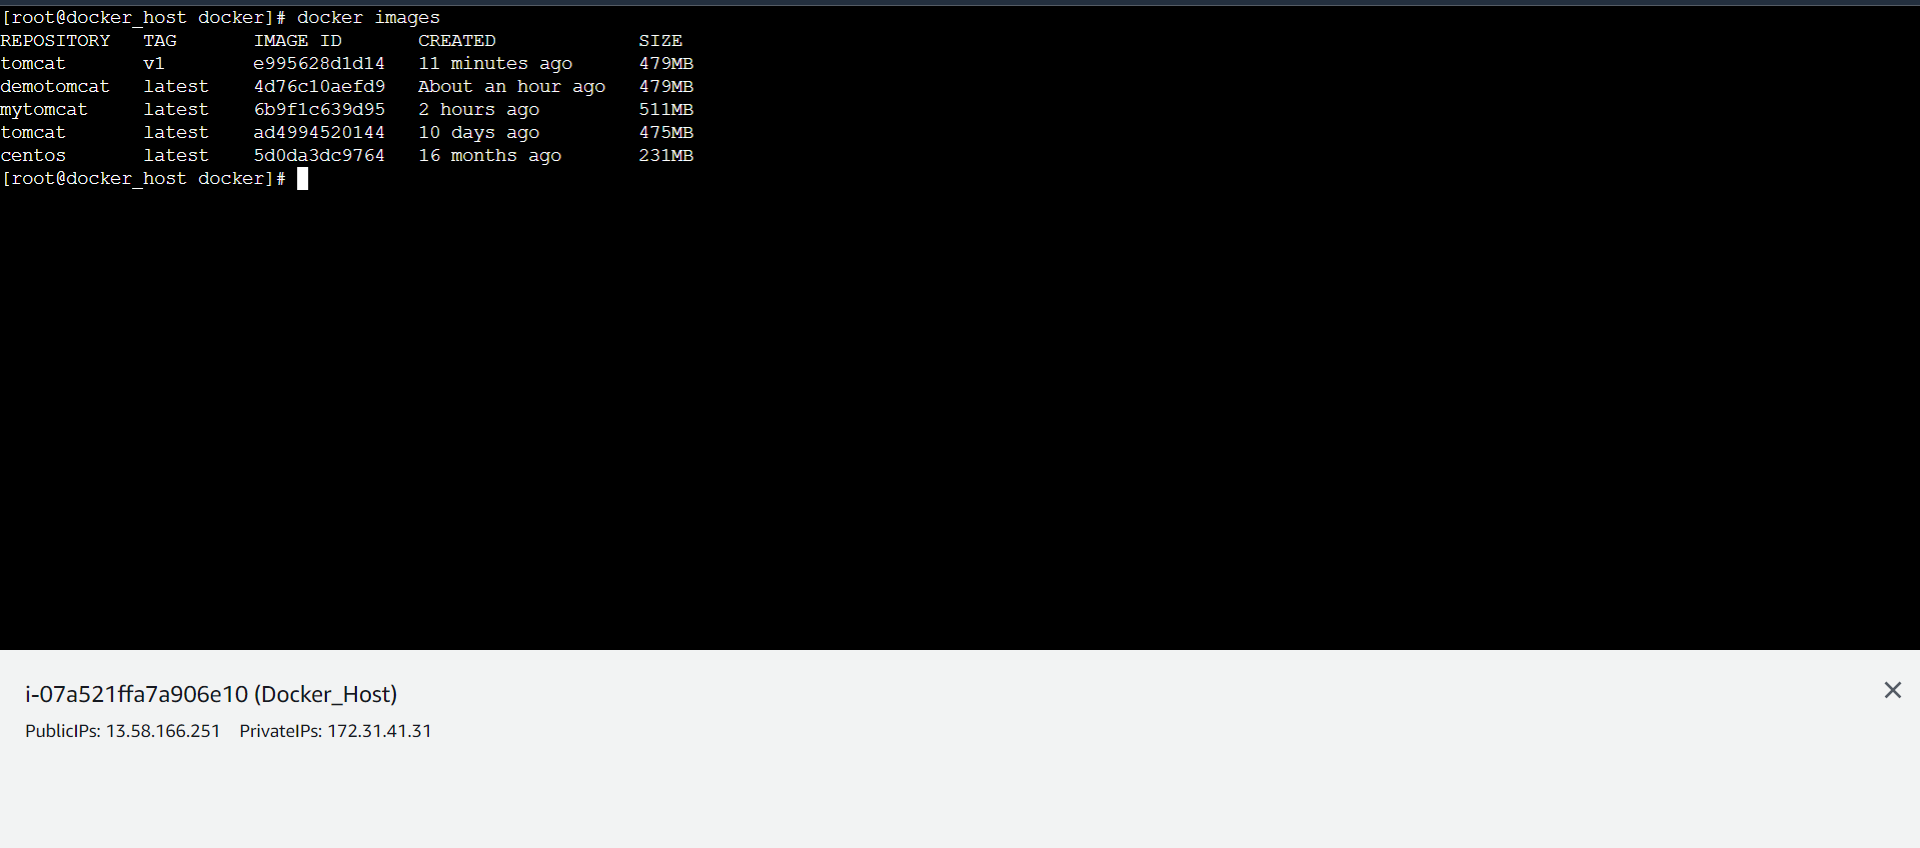 [root@docker_host docker]# docker images
REPOSITORY   TAG       IMAGE ID       CREATED             SIZE
tomcat       v1        e995628d1d14   11 minutes ago      479MB
demotomcat   latest    4d76c10aefd9   About an hour ago   479MB
mytomcat     latest    6b9f1c639d95   2 hours ago         511MB
tomcat       latest    ad4994520144   10 days ago         475MB
centos       latest    5d0da3dc9764   16 months ago       231MB
[root@docker_host docker]#
i-07a521ffa7a906e10 (Docker_Host)
PublicIPs: 13.58.166.251    PrivateIPs: 172.31.41.31